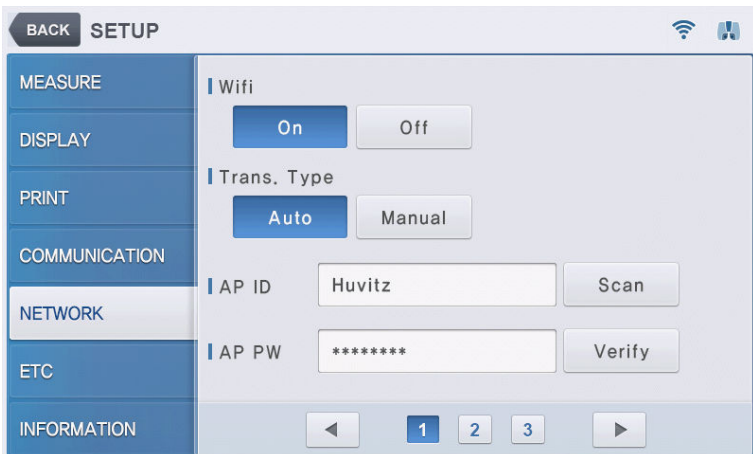 BACK SETUP
MEASURE
DISPLAY
PRINT
COMMUNICATION
NETWORK
ETC
INFORMATION
Wifi
On Off
Trans. Type
Auto Manual
AP ID Huvitz Scan
AP PW ******** Verify
1 2 3